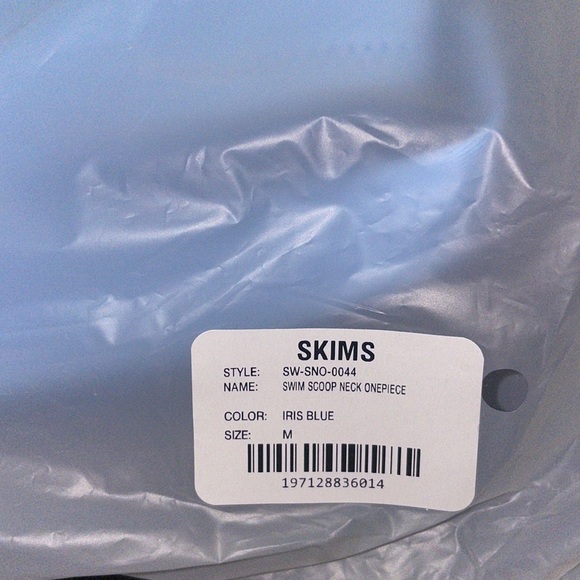 SKIMS
STYLE: SW-SNO-0044
NAME: SWIM SCOOP NECK ONEPIECE
COLOR: IRIS BLUE
SIZE: M
197128836014